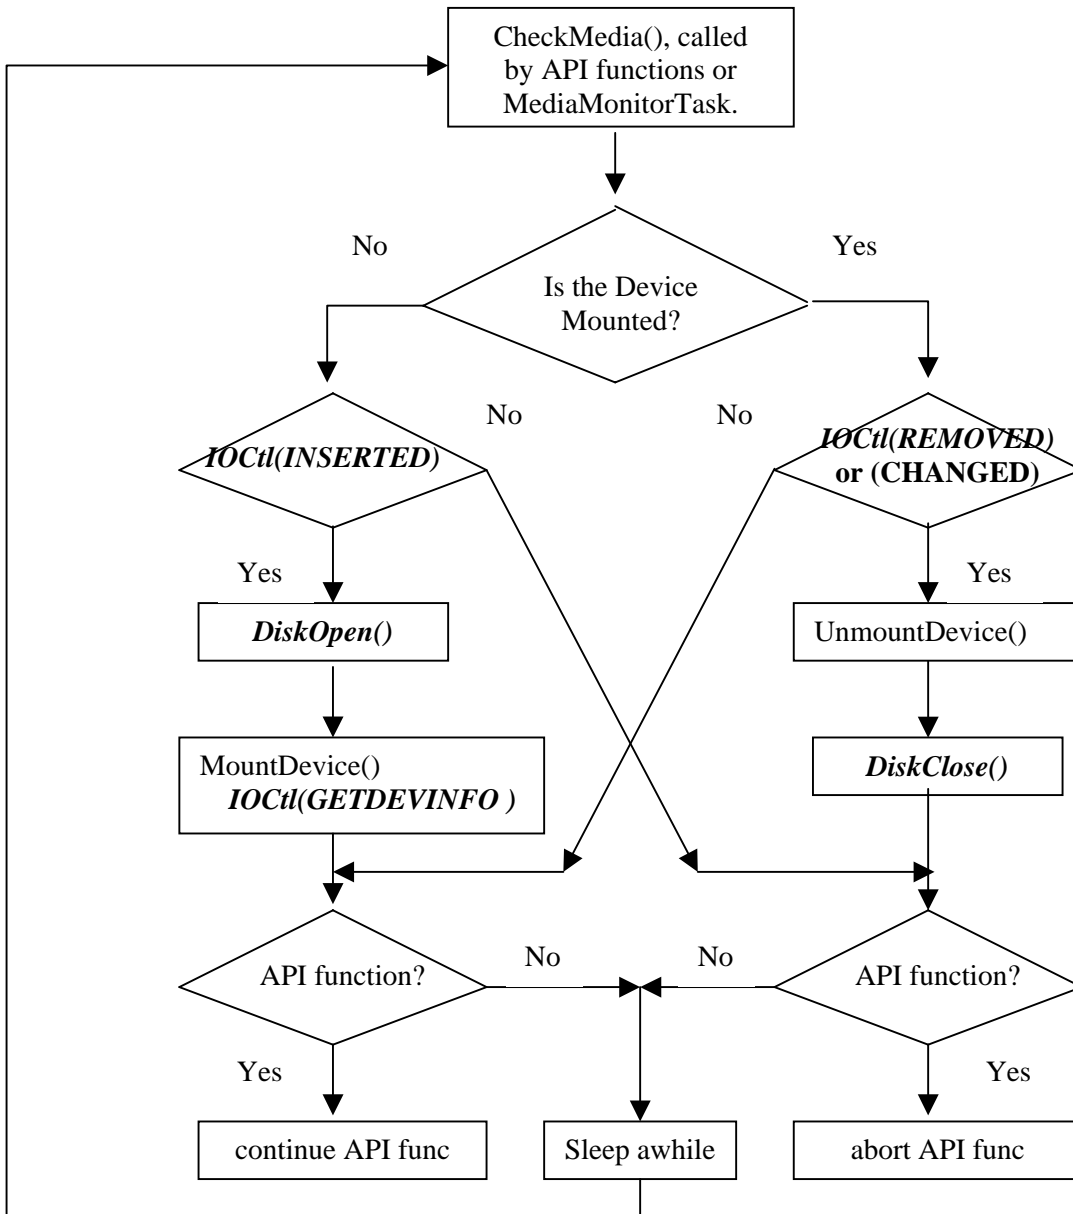 CheckMedia(), called
by API functions or
MediaMonitorTask.
No
Yes
Is the Device
Mounted?
No
No
IOCtl(INSERTED)
IOCtl(REMOVED)
or (CHANGED)
Yes
Yes
DiskOpen()
UnmountDevice()
MountDevice()
IOCtl(GETDEVINFO )
DiskClose()
API function?
No
No
API function?
Yes
Yes
continue API func
Sleep awhile
abort API func